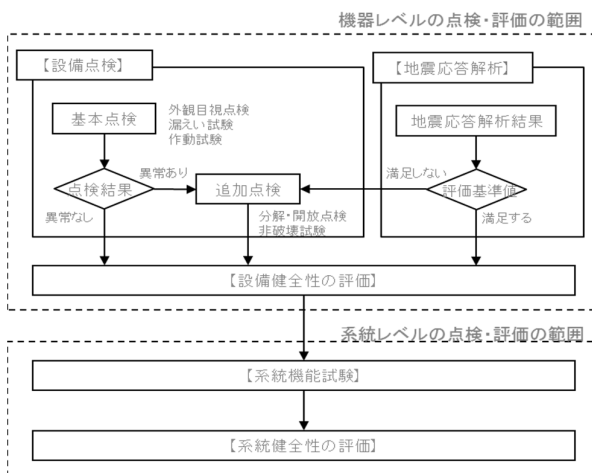 機器レベルの点検・評価の範囲
【設備点検】
【地震応答解析】
基本点検
外観目視点検
漏えい試験
作動試験
地震応答解析結果
点検結果
異常あり
追加点検
満足しない
評価基準値
異常なし
分解・開放点検
非破壊試験
満足する
【設備健全性の評価】
系統レベルの点検・評価の範囲
【系統機能試験】
【系統健全性の評価】